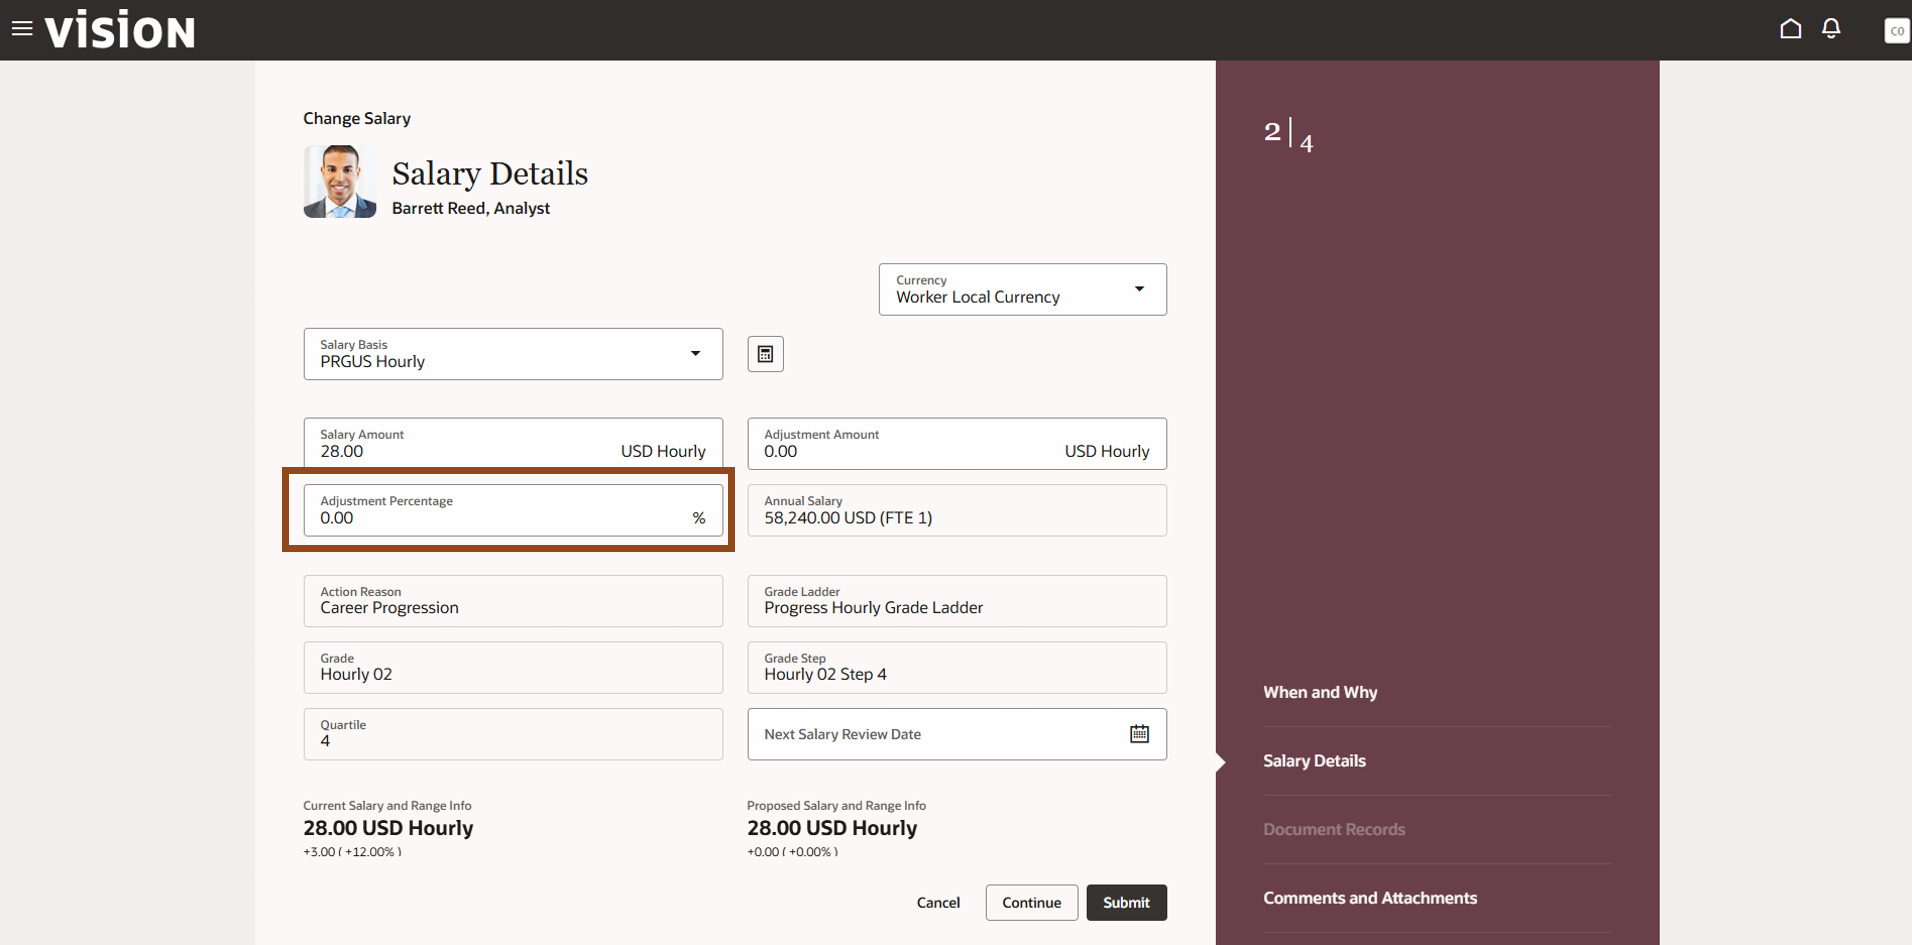 vision
CO
Change Salary
Salary Details
Barrett Reed, Analyst
2
4
Currency
Worker Local Currency
Salary Basis
PRGUS Hourly
Salary Amount
28.00 USD Hourly
Adjustment Amount
0.00 USD Hourly
Adjustment Percentage
0.00 %
Annual Salary
58,240.00 USD (FTE 1)
Action Reason
Career Progression
Grade Ladder
Progress Hourly Grade Ladder
Grade
Hourly 02
Grade Step
Hourly 02 Step 4
Quartile
4
Next Salary Review Date
Current Salary and Range Info
28.00 USD Hourly
+3.00 ( +12.00% )
Proposed Salary and Range Info
28.00 USD Hourly
+0.00 ( +0.00% )
Cancel
Continue
Submit
When and Why
Salary Details
Document Records
Comments and Attachments